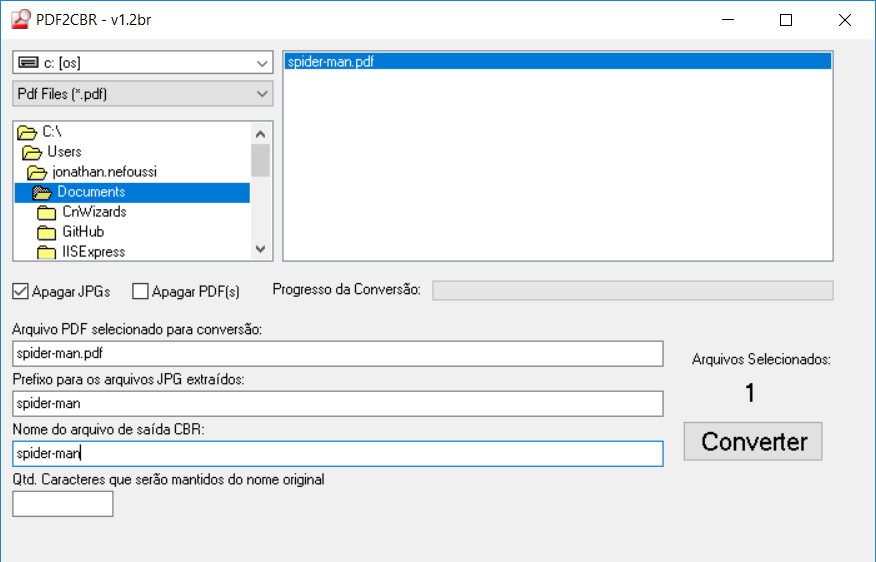 PDF2CBR - v1.2br
c: [os]
Pdf Files (*.pdf)
C:\
Users
jonathan.nefoussi
Documents
CnWizards
GitHub
IISExpress
spider-man.pdf
Apagar JPGs
Apagar PDF(s)
Progresso da Conversão:
Arquivo PDF selecionado para conversão:
spider-man.pdf
Prefixo para os arquivos JPG extraídos:
spider-man
Nome do arquivo de saída CBR:
spider-man
Qtd. Caracteres que serão mantidos do nome original
Arquivos Selecionados:
1
Converter